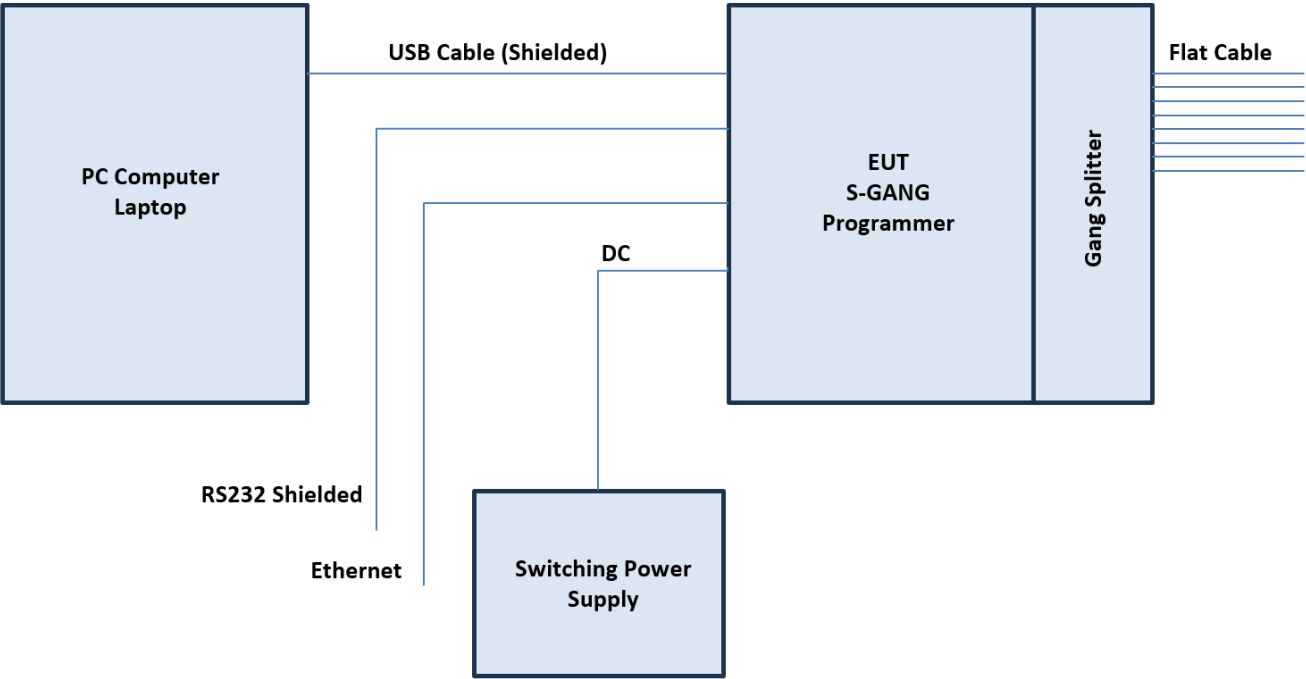 USB Cable (Shielded)
Flat Cable
PC Computer
Laptop
EUT
S-GANG
Programmer
Gang Splitter
DC
RS232 Shielded
Ethernet
Switching Power
Supply